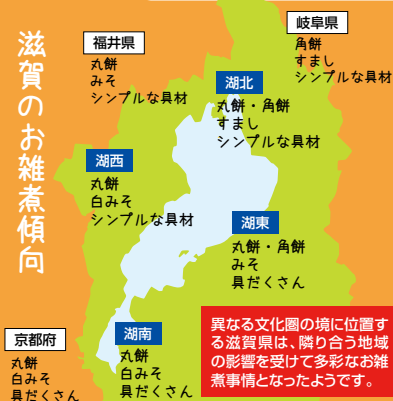 滋賀のお雑煮傾向
福井県
丸餅
みそ
シンプルな具材
岐阜県
角餅
すまし
シンプルな具材
湖北
丸餅・角餅
すまし
シンプルな具材
湖西
丸餅
白みそ
シンプルな具材
湖東
丸餅・角餅
みそ
具だくさん
京都府
丸餅
白みそ
具だくさん
湖南
丸餅
白みそ
具だくさん
異なる文化圏の境に位置す
る滋賀県は、隣り合う地域
の影響を受けて多彩なお雑
煮事情となったようです。